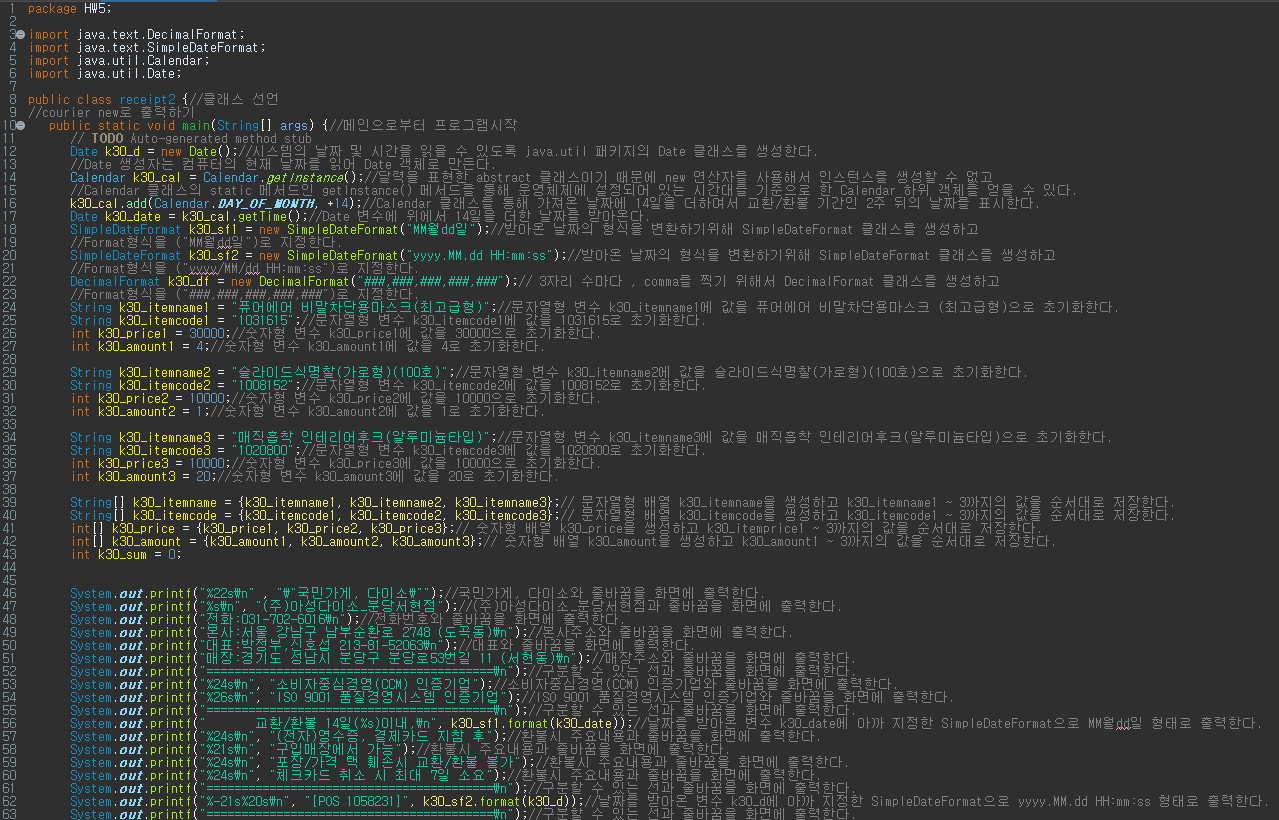 1 package HW5;
2
3 import java.text.DecimalFormat;
4 import java.text.SimpleDateFormat;
5 import java.util.Calendar;
6 import java.util.Date;
7
8 public class receipt2 {//클래스 선언
9 //courier new로 출력하기
10 public static void main(String[] args) {//메인으로부터 프로그램시작
11 // TODO Auto-generated method stub
12 Date k30_d = new Date();//시스템의 날짜 및 시간을 읽을 수 있도록 java.util 패키지의 Date 클래스를 생성한다.
13 //Date 생성자는 컴퓨터의 현재 날짜를 읽어 Date 객체로 만든다.
14 Calendar k30_cal = Calendar.getInstance();//달력을 표현한 abstract 클래스이기 때문에 new 연산자를 사용해서 인스턴스를 생성할 수 없고
15 //Calendar 클래스의 static 메서드인 getInstance() 메서드를 통해 운영체제에 설정되어 있는 시간대를 기준으로 한 Calendar 하위 객체를 얻을 수 있다.
16 k30_cal.add(Calendar.DAY_OF_MONTH, +14);//Calendar 클래스를 통해 가져온 날짜에 14일을 더하여서 교환/환불 기간인 2주 뒤의 날짜를 표시한다.
17 Date k30_date = k30_cal.getTime();//Date 변수에 위에서 14일을 더한 날짜를 받아온다.
18 SimpleDateFormat k30_sf1 = new SimpleDateFormat("MM월dd일");//받아온 날짜의 형식을 변환하기위해 SimpleDateFormat 클래스를 생성하고
19 //Format형식을 ("MM월dd일")로 지정한다.
20 SimpleDateFormat k30_sf2 = new SimpleDateFormat("yyyy.MM.dd HH:mm:ss");//받아온 날짜의 형식을 변환하기위해 SimpleDateFormat 클래스를 생성하고
21 //Format형식을 ("yyyy/MM/dd HH:mm:ss")로 지정한다.
22 DecimalFormat k30_df = new DecimalFormat("###,###,###,###,###");// 3자리 수마다 , comma를 찍기 위해서 DecimalFormat 클래스를 생성하고
23 //Format형식을 ("###,###,###,###,###")로 지정한다.
24 String k30_itemname1 = "퓨어에어 비말차단용마스크(최고급형)";//문자열형 변수 k30_itemname1에 값을 퓨어에어 비말차단용마스크 (최고급형)으로 초기화한다.
25 String k30_itemcode1 = "1031615";//문자열형 변수 k30_itemcode1에 값을 1031615로 초기화한다.
26 int k30_price1 = 30000;//숫자형 변수 k30_price1에 값을 30000으로 초기화한다.
27 int k30_amount1 = 4;//숫자형 변수 k30_amount1에 값을 4로 초기화한다.
28
29 String k30_itemname2 = "슬라이드식명찰(가로형)(100호)";//문자열형 변수 k30_itemname2에 값을 슬라이드식명찰(가로형)(100호)으로 초기화한다.
30 String k30_itemcode2 = "1008152";//문자열형 변수 k30_itemcode2에 값을 1008152로 초기화한다.
31 int k30_price2 = 10000;//숫자형 변수 k30_price2에 값을 10000으로 초기화한다.
32 int k30_amount2 = 1;//숫자형 변수 k30_amount2에 값을 1로 초기화한다.
33
34 String k30_itemname3 = "매직흡착 인테리어후크(알루미늄타입)";//문자열형 변수 k30_itemname3에 값을 매직흡착 인테리어후크(알루미늄타입)으로 초기화한다.
35 String k30_itemcode3 = "1020800";//문자열형 변수 k30_itemcode3에 값을 1020800로 초기화한다.
36 int k30_price3 = 10000;//숫자형 변수 k30_price3에 값을 10000으로 초기화한다.
37 int k30_amount3 = 20;//숫자형 변수 k30_amount3에 값을 20로 초기화한다.
38
39 String[] k30_itemname = {k30_itemname1, k30_itemname2, k30_itemname3};// 문자열형 배열 k30_itemname을 생성하고 k30_itemname1 ~ 3까지의 값을 순서대로 저장한다.
40 String[] k30_itemcode = {k30_itemcode1, k30_itemcode2, k30_itemcode3};// 문자열형 배열 k30_itemcode을 생성하고 k30_itemcode1 ~ 3까지의 값을 순서대로 저장한다.
41 int[] k30_price = {k30_price1, k30_price2, k30_price3};// 숫자형 배열 k30_price을 생성하고 k30_itemprice1 ~ 3까지의 값을 순서대로 저장한다.
42 int[] k30_amount = {k30_amount1, k30_amount2, k30_amount3};// 숫자형 배열 k30_amount을 생성하고 k30_amount1 ~ 3까지의 값을 순서대로 저장한다.
43 int k30_sum = 0;
44
45
46 System.out.printf("%22s\n" , "\"국민가게, 다이소\"");//국민가게, 다이소와 줄바꿈을 화면에 출력한다.
47 System.out.printf("%s\n", "(주)아성다이소_분당서현점");//(주)아성다이소_분당서현점과 줄바꿈을 화면에 출력한다.
48 System.out.printf("전화:031-702-6016\n");//전화번호와 줄바꿈을 화면에 출력한다.
49 System.out.printf("본사:서울 강남구 남부순환로 2748 (도곡동)\n");//본사주소와 줄바꿈을 화면에 출력한다.
50 System.out.printf("대표:박정부,신호섭 213-81-52063\n");//대표와 줄바꿈을 화면에 출력한다.
51 System.out.printf("매장:경기도 성남시 분당구 분당로53번길 11 (서현동)\n");//매장주소와 줄바꿈을 화면에 출력한다.
52 System.out.printf("=========================================\n");//구분할 수 있는 선과 줄바꿈을 화면에 출력한다.
53 System.out.printf("%24s\n", "소비자중심경영(CCM) 인증기업");//소비자중심경영(CCM) 인증기업와 줄바꿈을 화면에 출력한다.
54 System.out.printf("%26s\n", "ISO 9001 품질경영시스템 인증기업");//ISO 9001 품질경영시스템 인증기업과 줄바꿈을 화면에 출력한다.
55 System.out.printf("=========================================\n");//구분할 수 있는 선과 줄바꿈을 화면에 출력한다.
56 System.out.printf("       교환/환불 14일(%s)이내,\n", k30_sf1.format(k30_date));//날짜를 받아온 변수 k30_date에 아까 지정한 SimpleDateFormat으로 MM월dd일 형태로 출력한다.
57 System.out.printf("%24s\n", "(전자)영수증, 결제카드 지참 후");//환불시 주요내용과 줄바꿈을 화면에 출력한다.
58 System.out.printf("%21s\n", "구입매장에서 가능");//환불시 주요내용과 줄바꿈을 화면에 출력한다.
59 System.out.printf("%24s\n", "포장/가격 택 훼손시 교환/환불 불가");//환불시 주요내용과 줄바꿈을 화면에 출력한다.
60 System.out.printf("%24s\n", "체크카드 취소 시 최대 7일 소요");//환불시 주요내용과 줄바꿈을 화면에 출력한다.
61 System.out.printf("=========================================\n");//구분할 수 있는 선과 줄바꿈을 화면에 출력한다.
62 System.out.printf("%-21s%20s\n", "[POS 1058231]", k30_sf2.format(k30_d));//날짜를 받아온 변수 k30_d에 아까 지정한 SimpleDateFormat으로 yyyy.MM.dd HH:mm:ss 형태로 출력한다.
63 System.out.printf("=========================================\n");//구분할 수 있는 선과 줄바꿈을 화면에 출력한다.